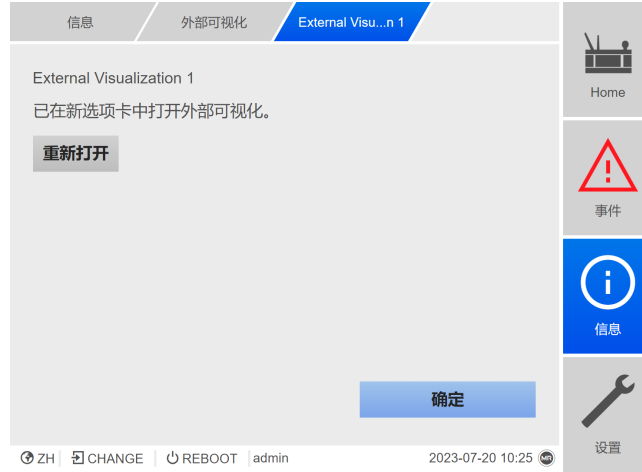 信息 外部可视化 External Visu...n 1
External Visualization 1
已在新选项卡中打开外部可视化。
重新打开
确定
ZH CHANGE REBOOT admin 2023-07-20 10:25 MR
Home
事件
信息
设置